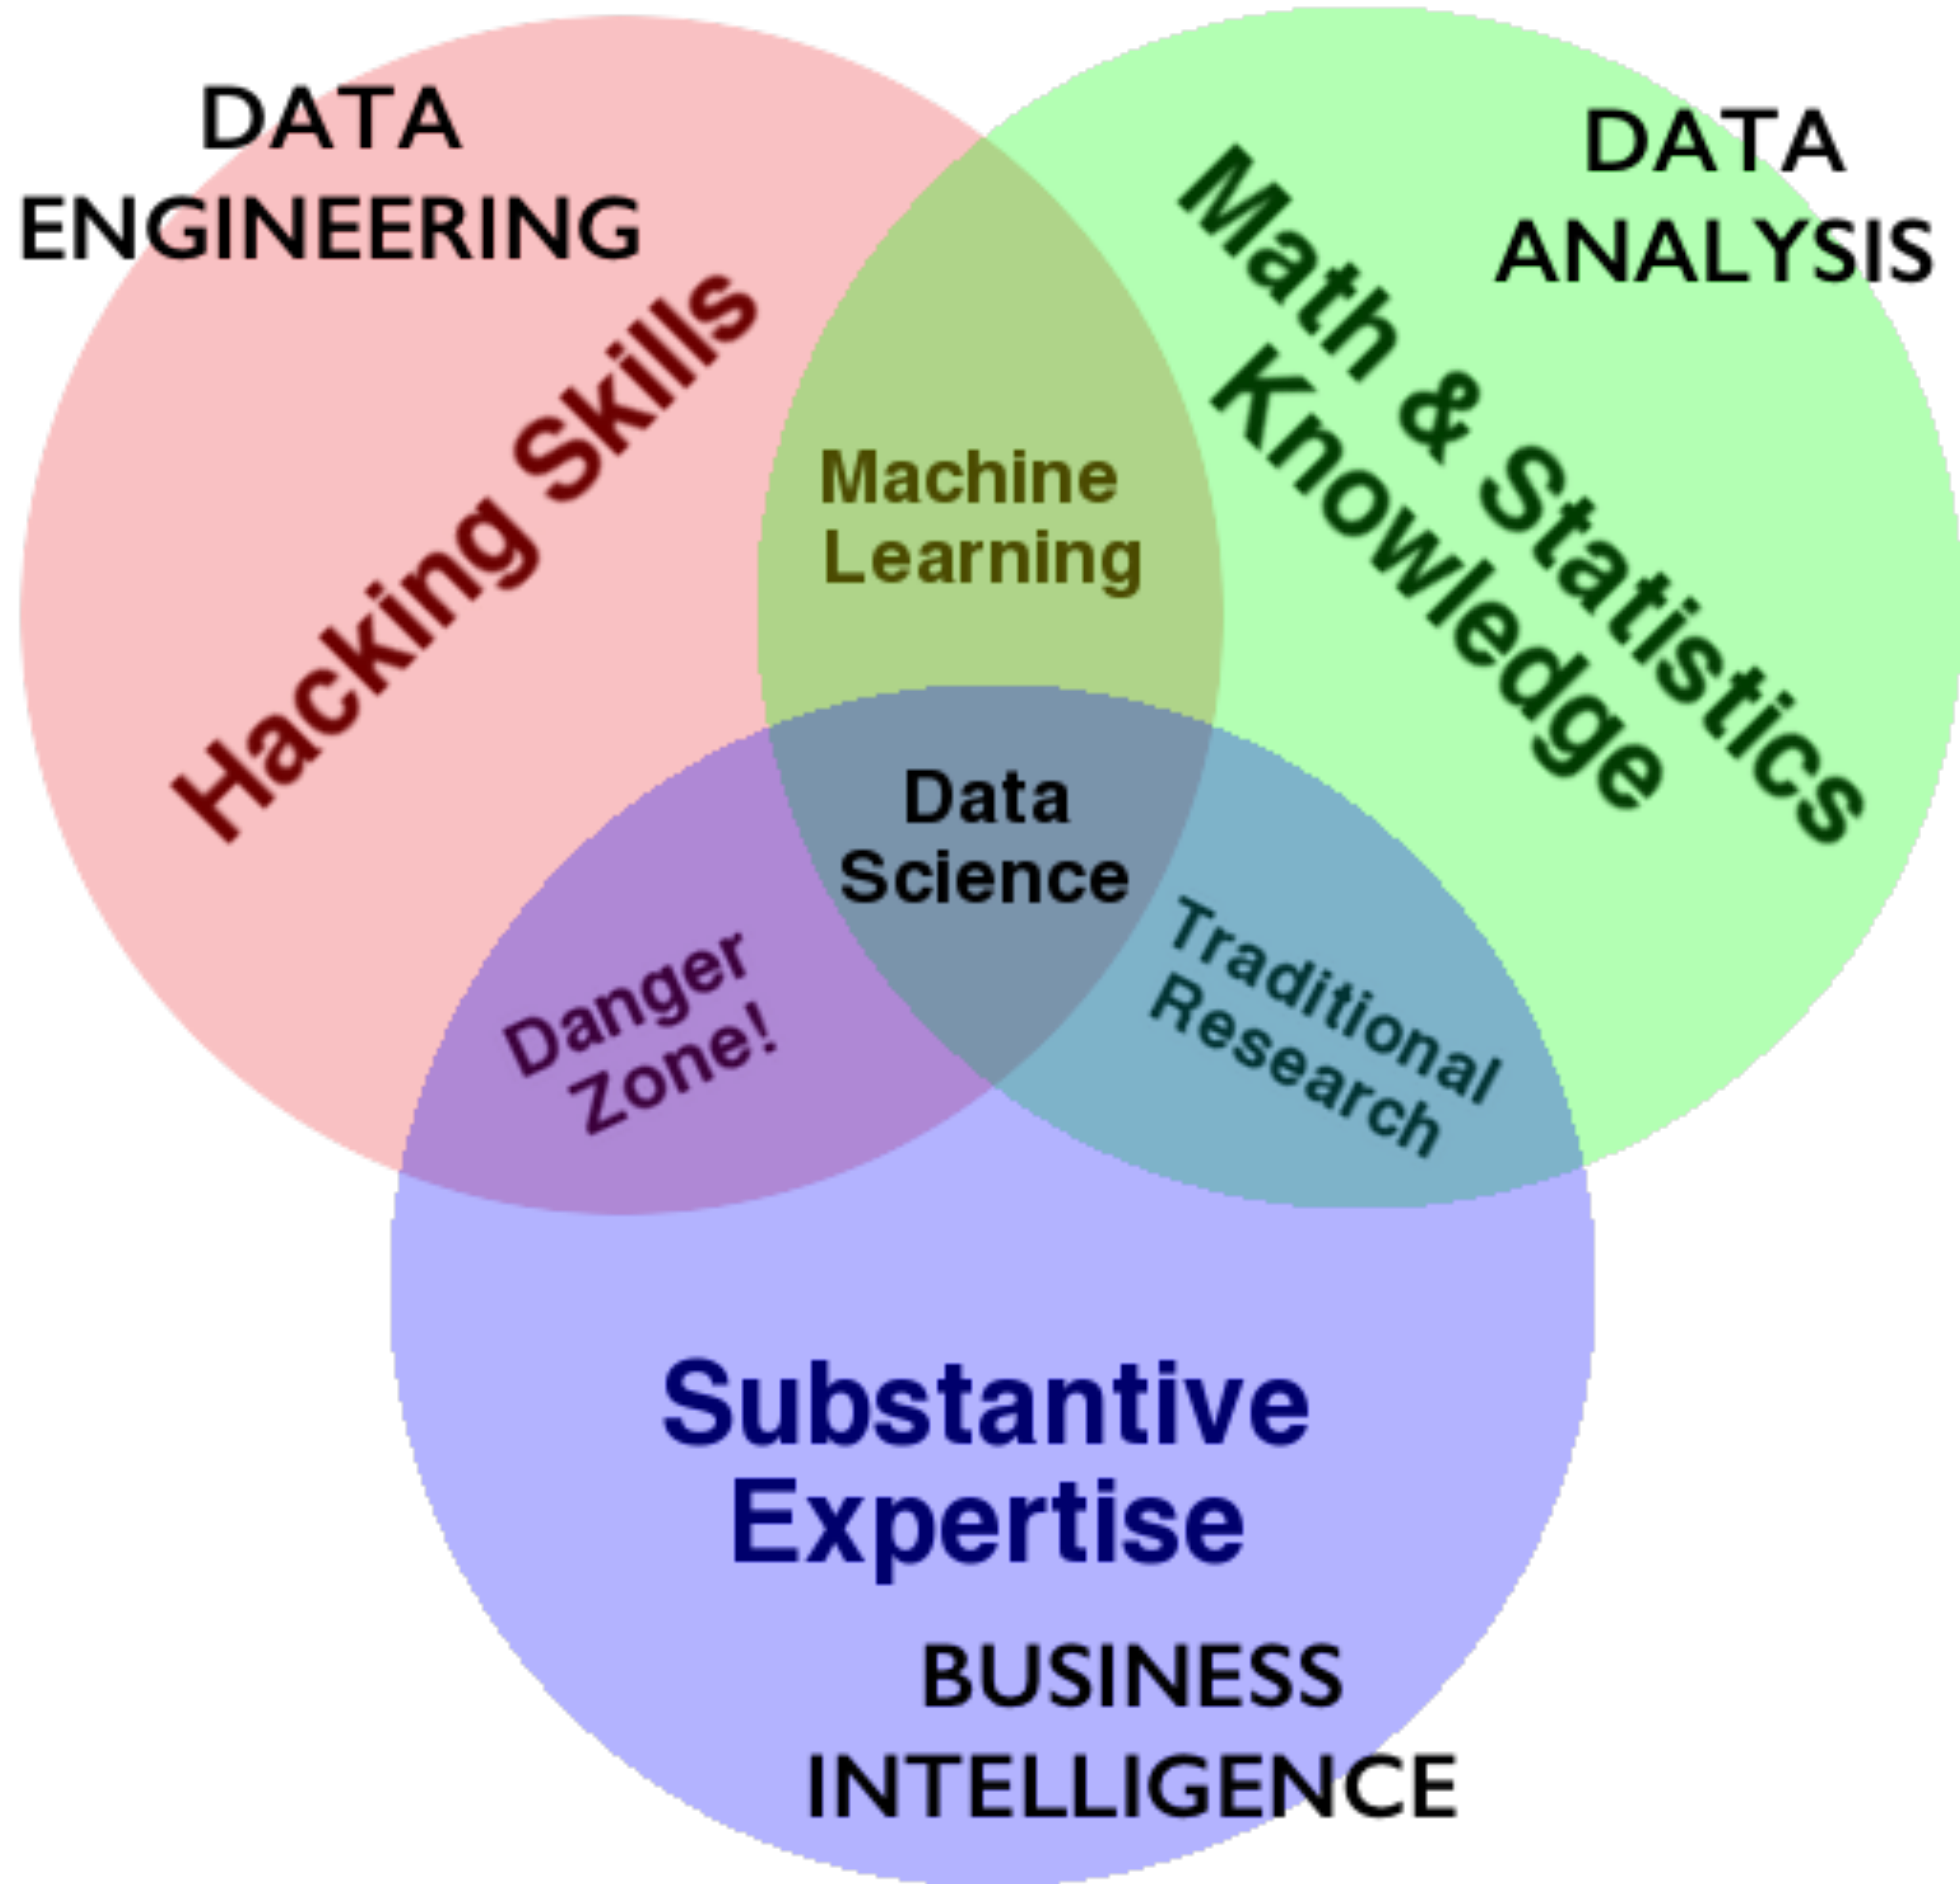 DATA
ENGINEERING
DATA
ANALYSIS
Hacking Skills
Math & Statistics
Knowledge
Machine
Learning
Data
Science
Danger
Zone!
Traditional
Research
Substantive
Expertise
BUSINESS
INTELLIGENCE